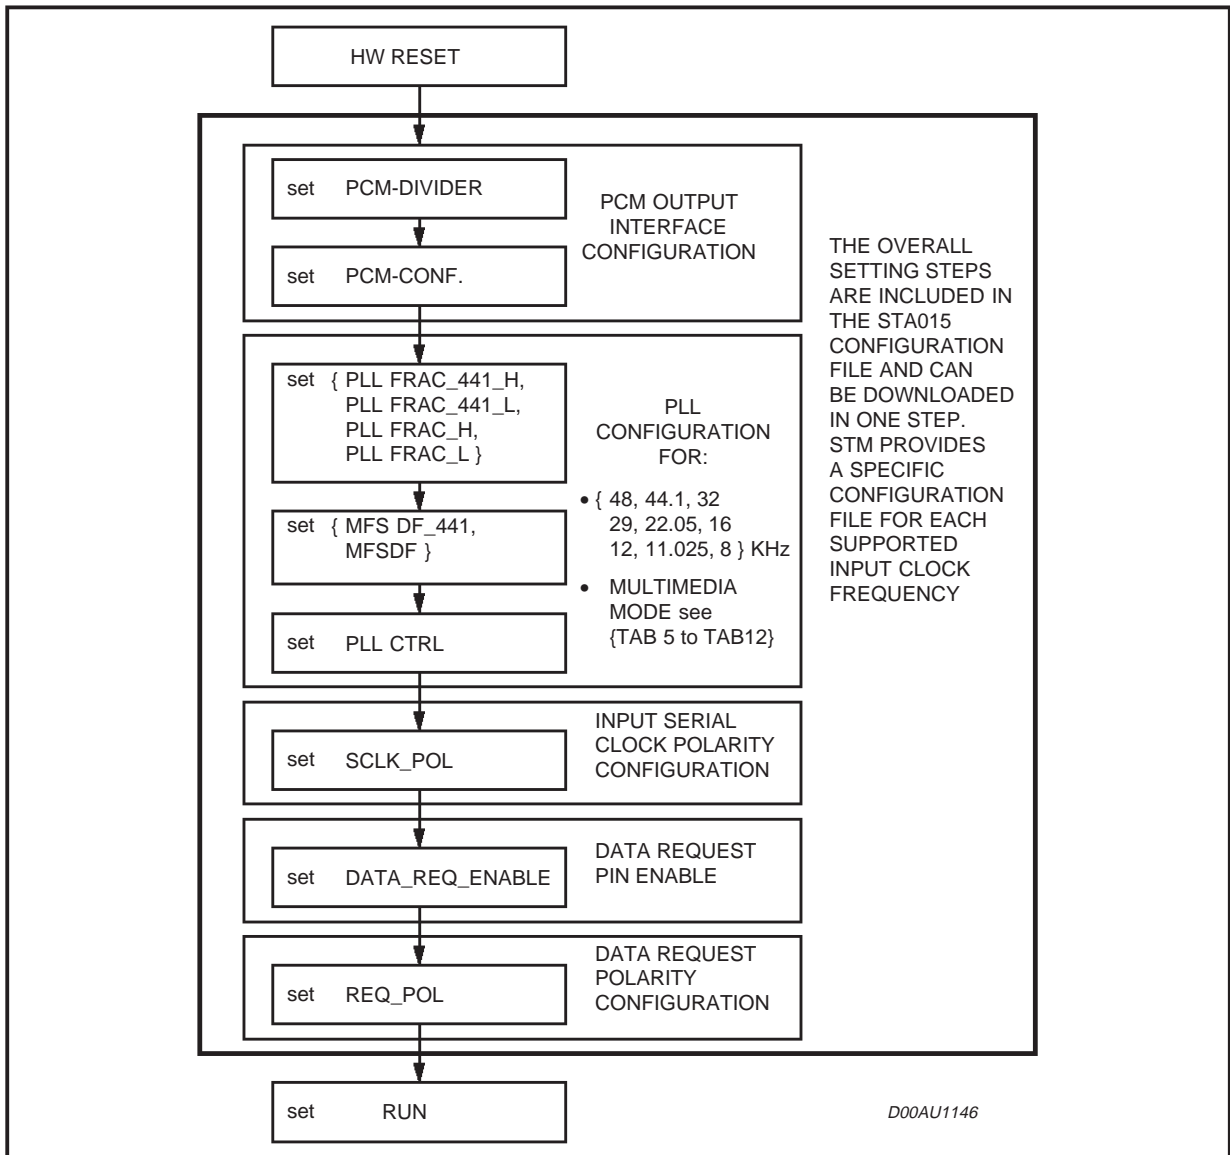 HW RESET
set PCM-DIVIDER
set PCM-CONF.
PCM OUTPUT
INTERFACE
CONFIGURATION
set { PLL FRAC_441_H,
PLL FRAC_441_L,
PLL FRAC_H,
PLL FRAC_L }
set { MFS DF_441,
MFSDF }
set PLL CTRL
PLL
CONFIGURATION
FOR:
• { 48, 44.1, 32
29, 22.05, 16
12, 11.025, 8 } KHz
• MULTIMEDIA
MODE see
{TAB 5 to TAB12}
set SCLK_POL
INPUT SERIAL
CLOCK POLARITY
CONFIGURATION
set DATA_REQ_ENABLE
DATA REQUEST
PIN ENABLE
set REQ_POL
DATA REQUEST
POLARITY
CONFIGURATION
THE OVERALL
SETTING STEPS
ARE INCLUDED IN
THE STA015
CONFIGURATION
FILE AND CAN
BE DOWNLOADED
IN ONE STEP.
STM PROVIDES
A SPECIFIC
CONFIGURATION
FILE FOR EACH
SUPPORTED
INPUT CLOCK
FREQUENCY
set RUN
D00AU1146